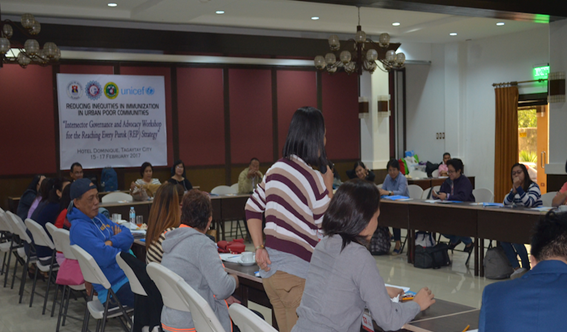 unicef
REDUCING INEQUITIES IN IMMUNIZATION
IN URBAN POOR COMMUNITIES
"Intersector Governance and Advocacy Workshop
for the Reaching Every Purok (REP) Strategy"
HOTEL DOMINIQUE, TAGAYTAY CITY
15-17 FEBRUARY 2017
EXIT